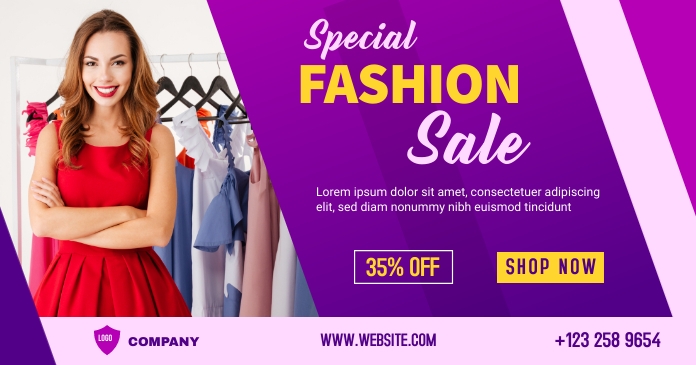 Special
FASHION
Sale
Lorem ipsum dolor sit amet, consectetuer adipiscing
elit, sed diam nonummy nibh euismod tincidunt
35% OFF
SHOP NOW
LOGO
COMPANY
WWW.WEBSITE.COM
+123 258 9654